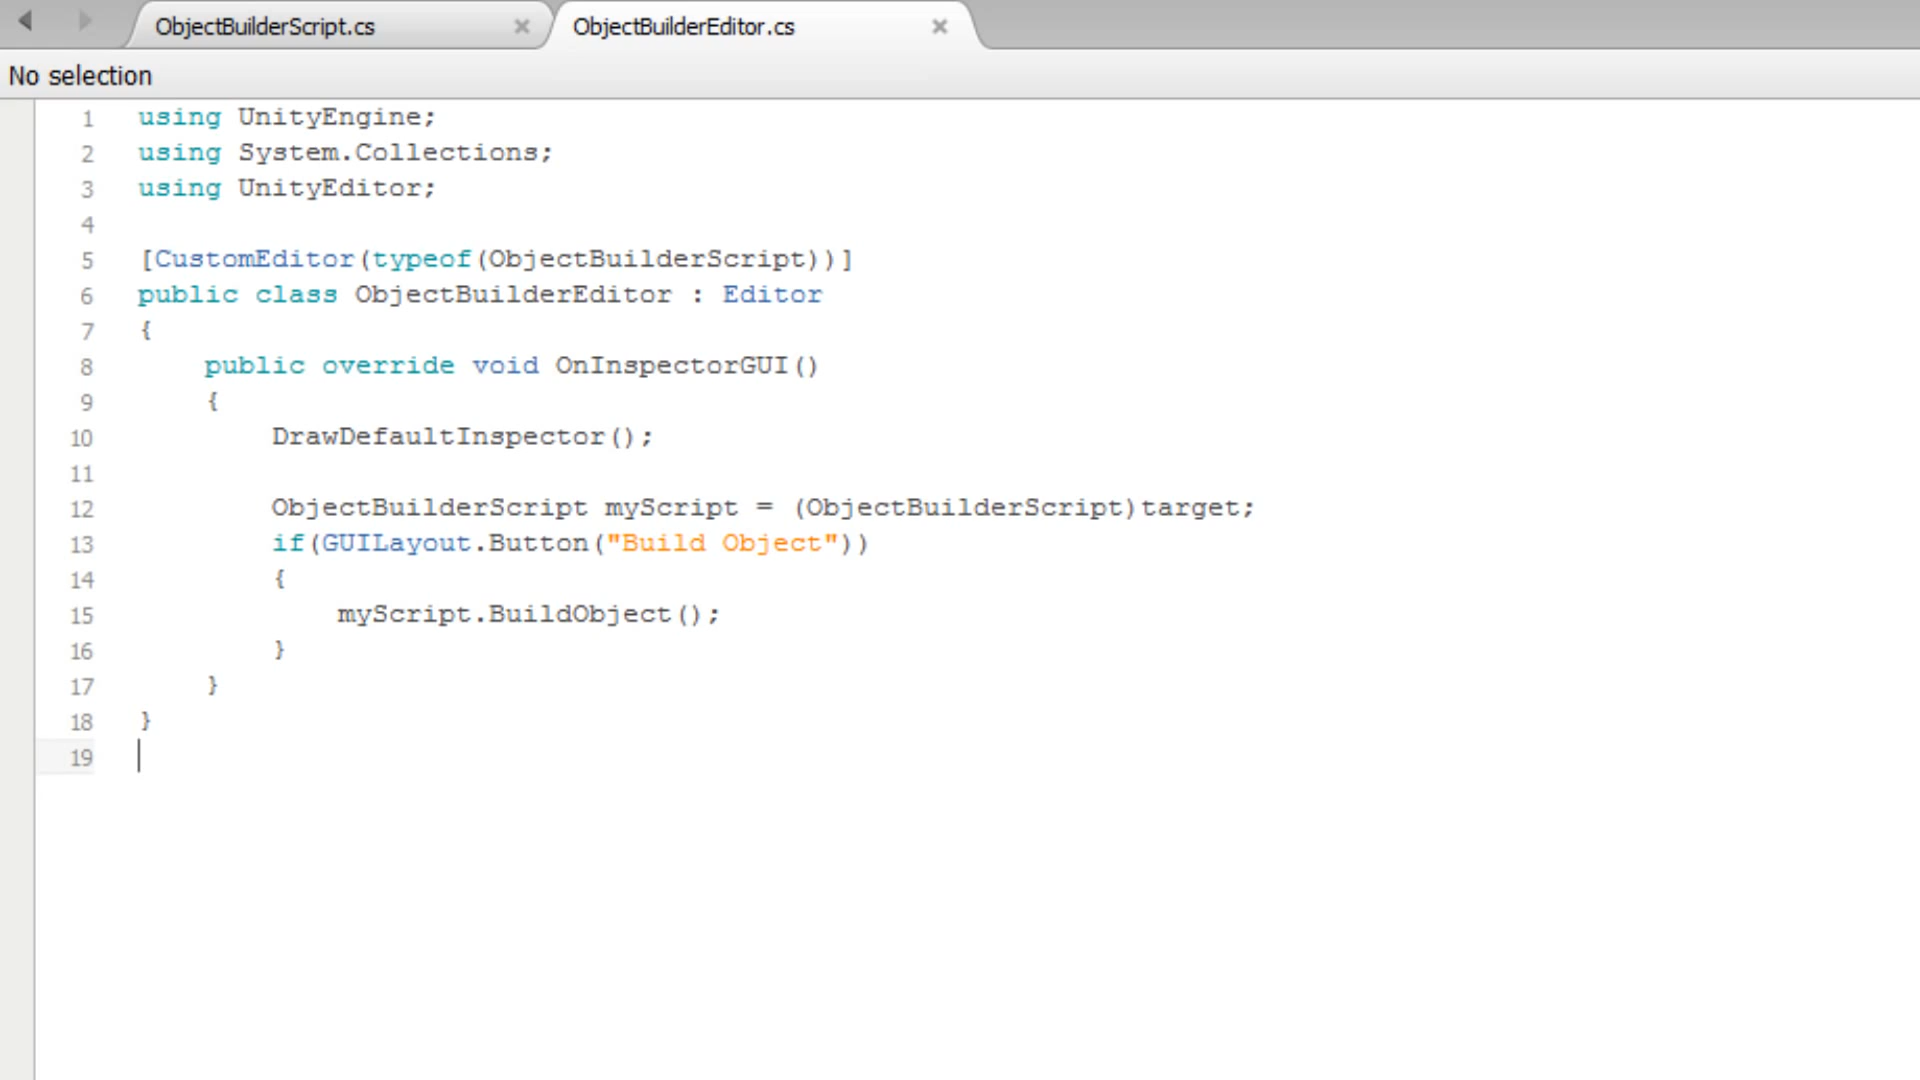 ObjectBuilderScript.cs ObjectBuilderEditor.cs
No selection
1 using UnityEngine;
2 using System.Collections;
3 using UnityEditor;
4
5 [CustomEditor(typeof(ObjectBuilderScript))]
6 public class ObjectBuilderEditor : Editor
7 {
8 public override void OnInspectorGUI()
9 {
10 DrawDefaultInspector();
11
12 ObjectBuilderScript myScript = (ObjectBuilderScript)target;
13 if(GUILayout.Button("Build Object"))
14 {
15 myScript.BuildObject();
16 }
17 }
18 }
19